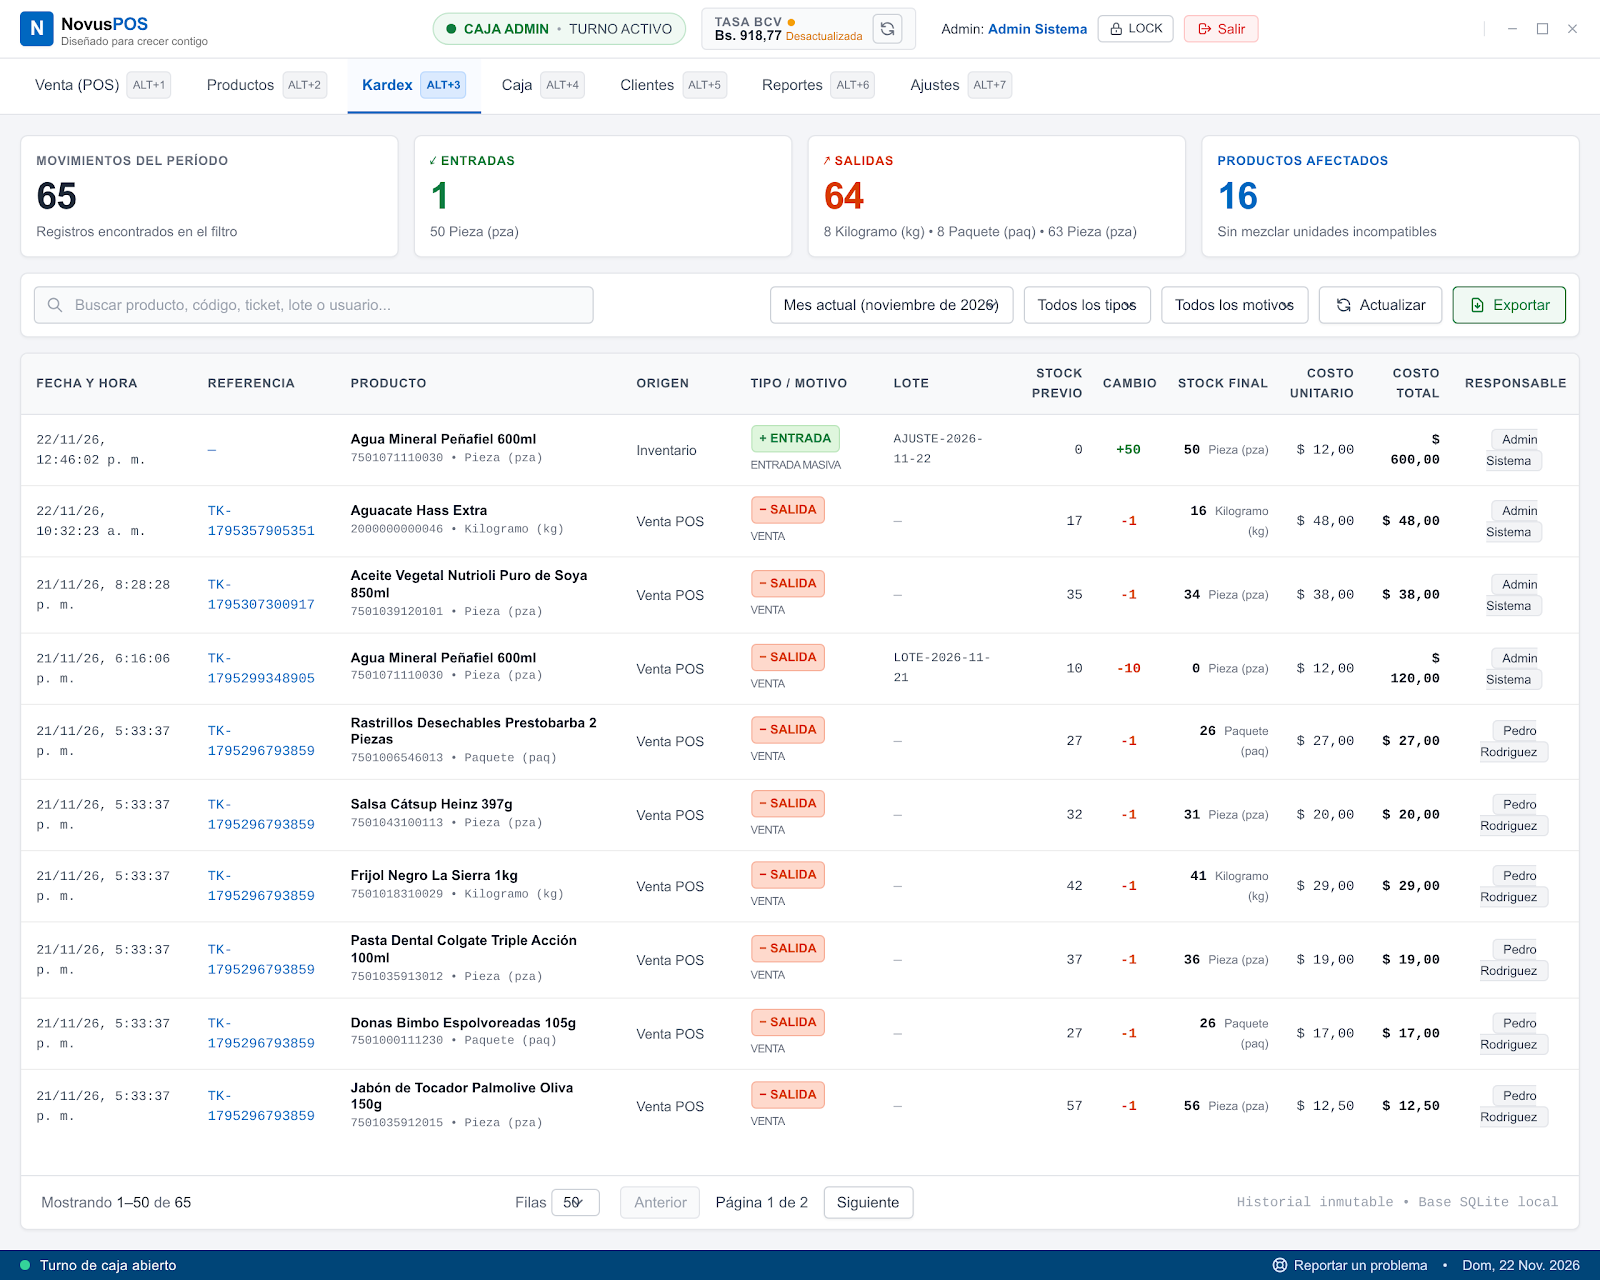 N
NovusPOS
Diseñado para crecer contigo
CAJA ADMIN • TURNO ACTIVO
TASA BCV
Bs. 918,77 Desactualizada
Admin: Admin Sistema
LOCK
Salir
Venta (POS) ALT+1
Productos ALT+2
Kardex ALT+3
Caja ALT+4
Clientes ALT+5
Reportes ALT+6
Ajustes ALT+7
MOVIMIENTOS DEL PERÍODO
65
Registros encontrados en el filtro
↙ ENTRADAS
1
50 Pieza (pza)
↗ SALIDAS
64
8 Kilogramo (kg) • 8 Paquete (paq) • 63 Pieza (pza)
PRODUCTOS AFECTADOS
16
Sin mezclar unidades incompatibles
Buscar producto, código, ticket, lote o usuario...
Mes actual (noviembre de 2026)
Todos los tipos
Todos los motivos
Actualizar
Exportar
FECHA Y HORA
REFERENCIA
PRODUCTO
ORIGEN
TIPO / MOTIVO
LOTE
STOCK
PREVIO
CAMBIO
STOCK FINAL
COSTO
UNITARIO
COSTO
TOTAL
RESPONSABLE
22/11/26,
12:46:02 p. m.
—
Agua Mineral Peñafiel 600ml
7501071110030 • Pieza (pza)
Inventario
+ ENTRADA
ENTRADA MASIVA
AJUSTE-2026-
11-22
0
+50
50 Pieza (pza)
$ 12,00
$
600,00
Admin
Sistema
22/11/26,
10:32:23 a. m.
TK-
1795357905351
Aguacate Hass Extra
2000000000046 • Kilogramo (kg)
Venta POS
− SALIDA
VENTA
—
17
-1
16 Kilogramo
(kg)
$ 48,00
$ 48,00
Admin
Sistema
21/11/26, 8:28:28
p. m.
TK-
1795307300917
Aceite Vegetal Nutrioli Puro de Soya
850ml
7501039120101 • Pieza (pza)
Venta POS
− SALIDA
VENTA
—
35
-1
34 Pieza (pza)
$ 38,00
$ 38,00
Admin
Sistema
21/11/26, 6:16:06
p. m.
TK-
1795299348905
Agua Mineral Peñafiel 600ml
7501071110030 • Pieza (pza)
Venta POS
− SALIDA
VENTA
LOTE-2026-11-
21
10
-10
0 Pieza (pza)
$ 12,00
$
120,00
Admin
Sistema
21/11/26, 5:33:37
p. m.
TK-
1795296793859
Rastrillos Desechables Prestobarba 2
Piezas
7501006546013 • Paquete (paq)
Venta POS
− SALIDA
VENTA
—
27
-1
26 Paquete
(paq)
$ 27,00
$ 27,00
Pedro
Rodriguez
21/11/26, 5:33:37
p. m.
TK-
1795296793859
Salsa Cátsup Heinz 397g
7501043100113 • Pieza (pza)
Venta POS
− SALIDA
VENTA
—
32
-1
31 Pieza (pza)
$ 20,00
$ 20,00
Pedro
Rodriguez
21/11/26, 5:33:37
p. m.
TK-
1795296793859
Frijol Negro La Sierra 1kg
7501018310029 • Kilogramo (kg)
Venta POS
− SALIDA
VENTA
—
42
-1
41 Kilogramo
(kg)
$ 29,00
$ 29,00
Pedro
Rodriguez
21/11/26, 5:33:37
p. m.
TK-
1795296793859
Pasta Dental Colgate Triple Acción
100ml
7501035913012 • Pieza (pza)
Venta POS
− SALIDA
VENTA
—
37
-1
36 Pieza (pza)
$ 19,00
$ 19,00
Pedro
Rodriguez
21/11/26, 5:33:37
p. m.
TK-
1795296793859
Donas Bimbo Espolvoreadas 105g
7501000111230 • Paquete (paq)
Venta POS
− SALIDA
VENTA
—
27
-1
26 Paquete
(paq)
$ 17,00
$ 17,00
Pedro
Rodriguez
21/11/26, 5:33:37
p. m.
TK-
1795296793859
Jabón de Tocador Palmolive Oliva
150g
7501035912015 • Pieza (pza)
Venta POS
− SALIDA
VENTA
—
57
-1
56 Pieza (pza)
$ 12,50
$ 12,50
Pedro
Rodriguez
Mostrando 1–50 de 65
Filas 50
Anterior
Página 1 de 2
Siguiente
Historial inmutable • Base SQLite local
Turno de caja abierto
Reportar un problema • Dom, 22 Nov. 2026